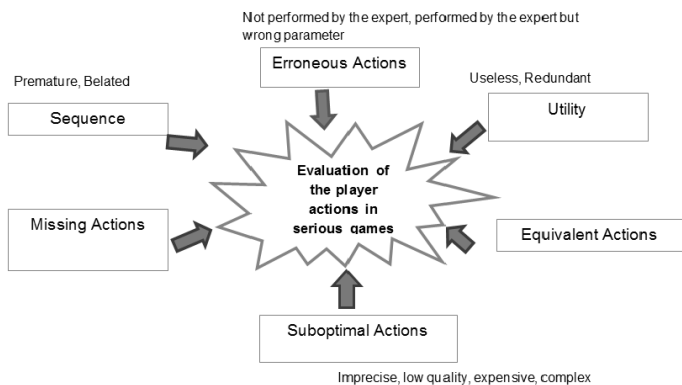 Not performed by the expert, performed by the expert but
wrong parameter
Erroneous Actions
Premature, Belated
Useless, Redundant
Sequence
Utility
Evaluation of
the player
actions in
serious games
Missing Actions
Equivalent Actions
Suboptimal Actions
Imprecise, low quality, expensive, complex